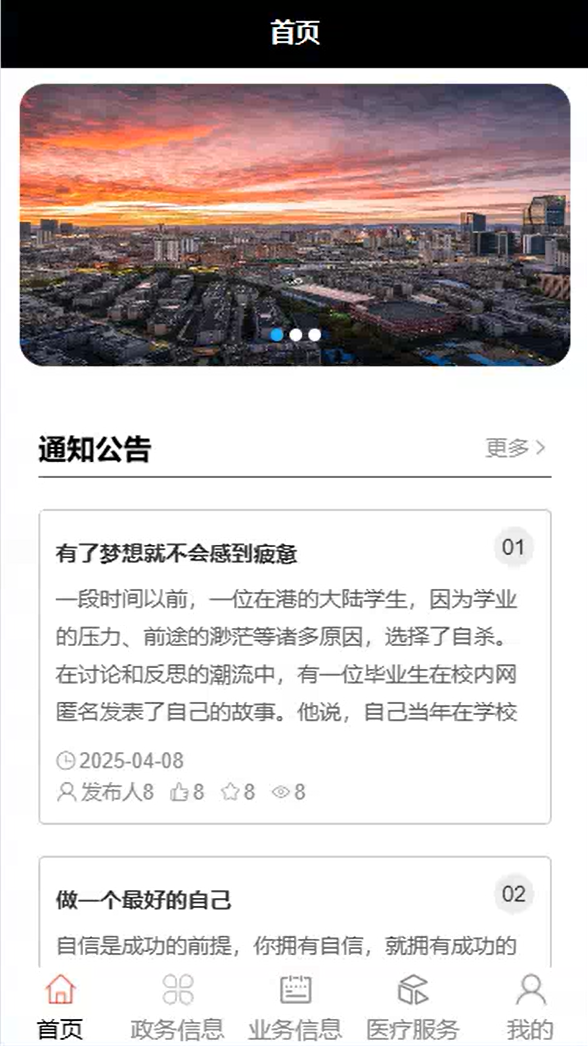 首页
通知公告
更多
有了梦想就不会感到疲惫
01
一段时间以前，一位在港的大陆学生，因为学业
的压力、前途的渺茫等诸多原因，选择了自杀。
在讨论和反思的潮流中，有一位毕业生在校内网
匿名发表了自己的故事。他说，自己当年在学校
2025-04-08
发布人8 8 8 8
做一个最好的自己
02
自信是成功的前提，你拥有自信，就拥有成功的
首页 政务信息 业务信息 医疗服务 我的